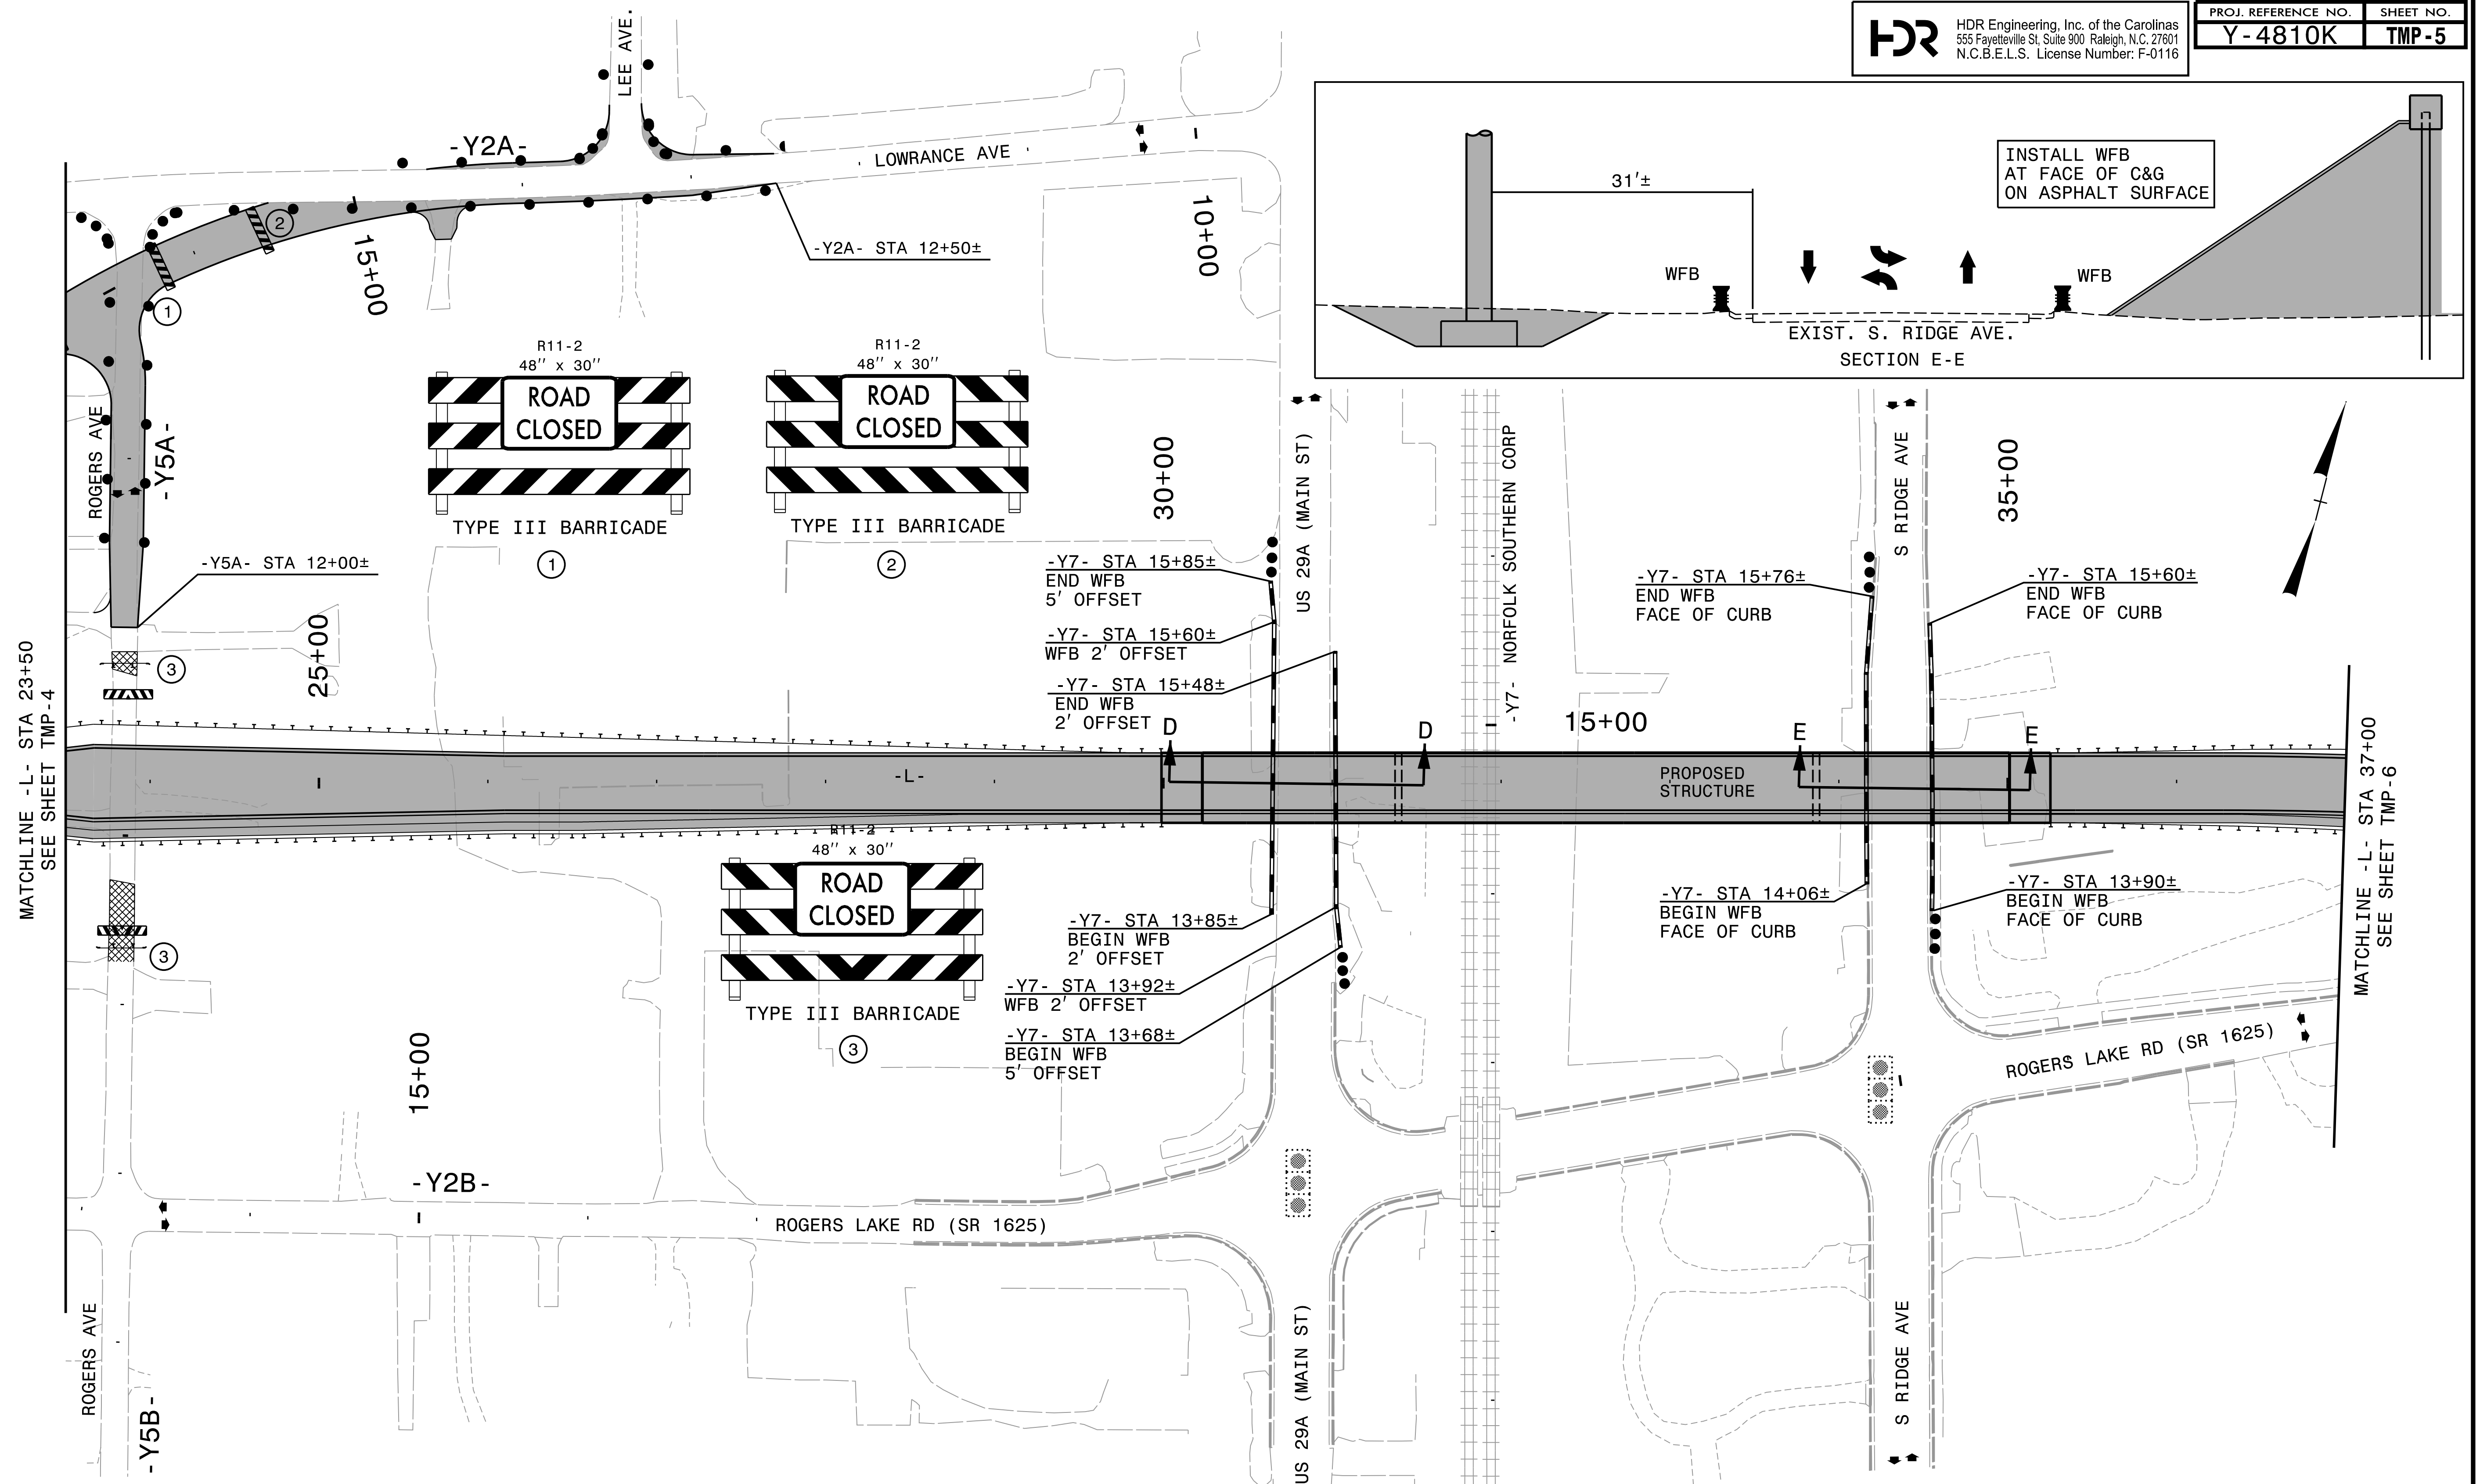 HDR
HDR Engineering, Inc. of the Carolinas
555 Fayetteville St, Suite 900 Raleigh, N.C. 27601
N.C.B.E.L.S. License Number: F-0116
PROJ. REFERENCE NO.
SHEET NO.
Y-4810K
TMP-5
LEE AVE.
-Y2A-
LOWRANCE AVE
10+00
15+00
-Y2A- STA 12+50±
2
1
31'±
INSTALL WFB
AT FACE OF C&G
ON ASPHALT SURFACE
WFB
WFB
EXIST. S. RIDGE AVE.
SECTION E-E
ROGERS AVE
-Y5A-
R11-2
48" x 30"
ROAD
CLOSED
TYPE III BARRICADE
1
R11-2
48" x 30"
ROAD
CLOSED
TYPE III BARRICADE
2
30+00
US 29A (MAIN ST)
NORFOLK SOUTHERN CORP
-Y7-
15+00
S RIDGE AVE
35+00
-Y5A- STA 12+00±
3
25+00
-Y7- STA 15+85±
END WFB
5' OFFSET
-Y7- STA 15+60±
WFB 2' OFFSET
-Y7- STA 15+48±
END WFB
2' OFFSET
-Y7- STA 15+76±
END WFB
FACE OF CURB
-Y7- STA 15+60±
END WFB
FACE OF CURB
MATCHLINE -L- STA 23+50
SEE SHEET TMP-4
D
D
E
E
-L-
PROPOSED
STRUCTURE
MATCHLINE -L- STA 37+00
SEE SHEET TMP-6
R11-2
48" x 30"
ROAD
CLOSED
TYPE III BARRICADE
3
3
-Y7- STA 13+85±
BEGIN WFB
2' OFFSET
-Y7- STA 13+92±
WFB 2' OFFSET
-Y7- STA 13+68±
BEGIN WFB
5' OFFSET
-Y7- STA 14+06±
BEGIN WFB
FACE OF CURB
-Y7- STA 13+90±
BEGIN WFB
FACE OF CURB
ROGERS LAKE RD (SR 1625)
15+00
-Y2B-
ROGERS LAKE RD (SR 1625)
ROGERS AVE
-Y5B-
US 29A (MAIN ST)
S RIDGE AVE